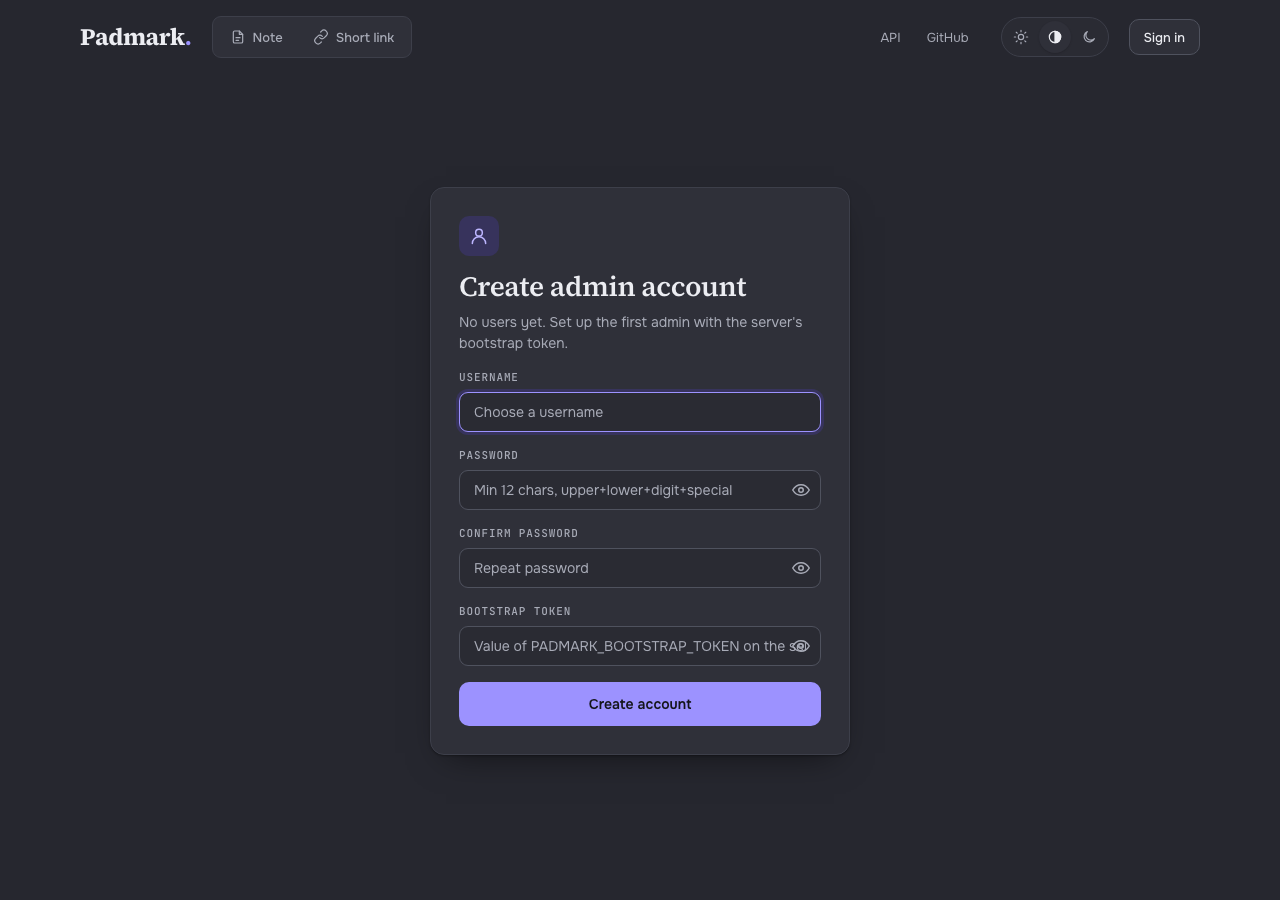 Padmark.
Note
Short link
API
GitHub
Sign in
Create admin account
No users yet. Set up the first admin with the server's
bootstrap token.
USERNAME
Choose a username
PASSWORD
Min 12 chars, upper+lower+digit+special
CONFIRM PASSWORD
Repeat password
BOOTSTRAP TOKEN
Value of PADMARK_BOOTSTRAP_TOKEN on the
Create account